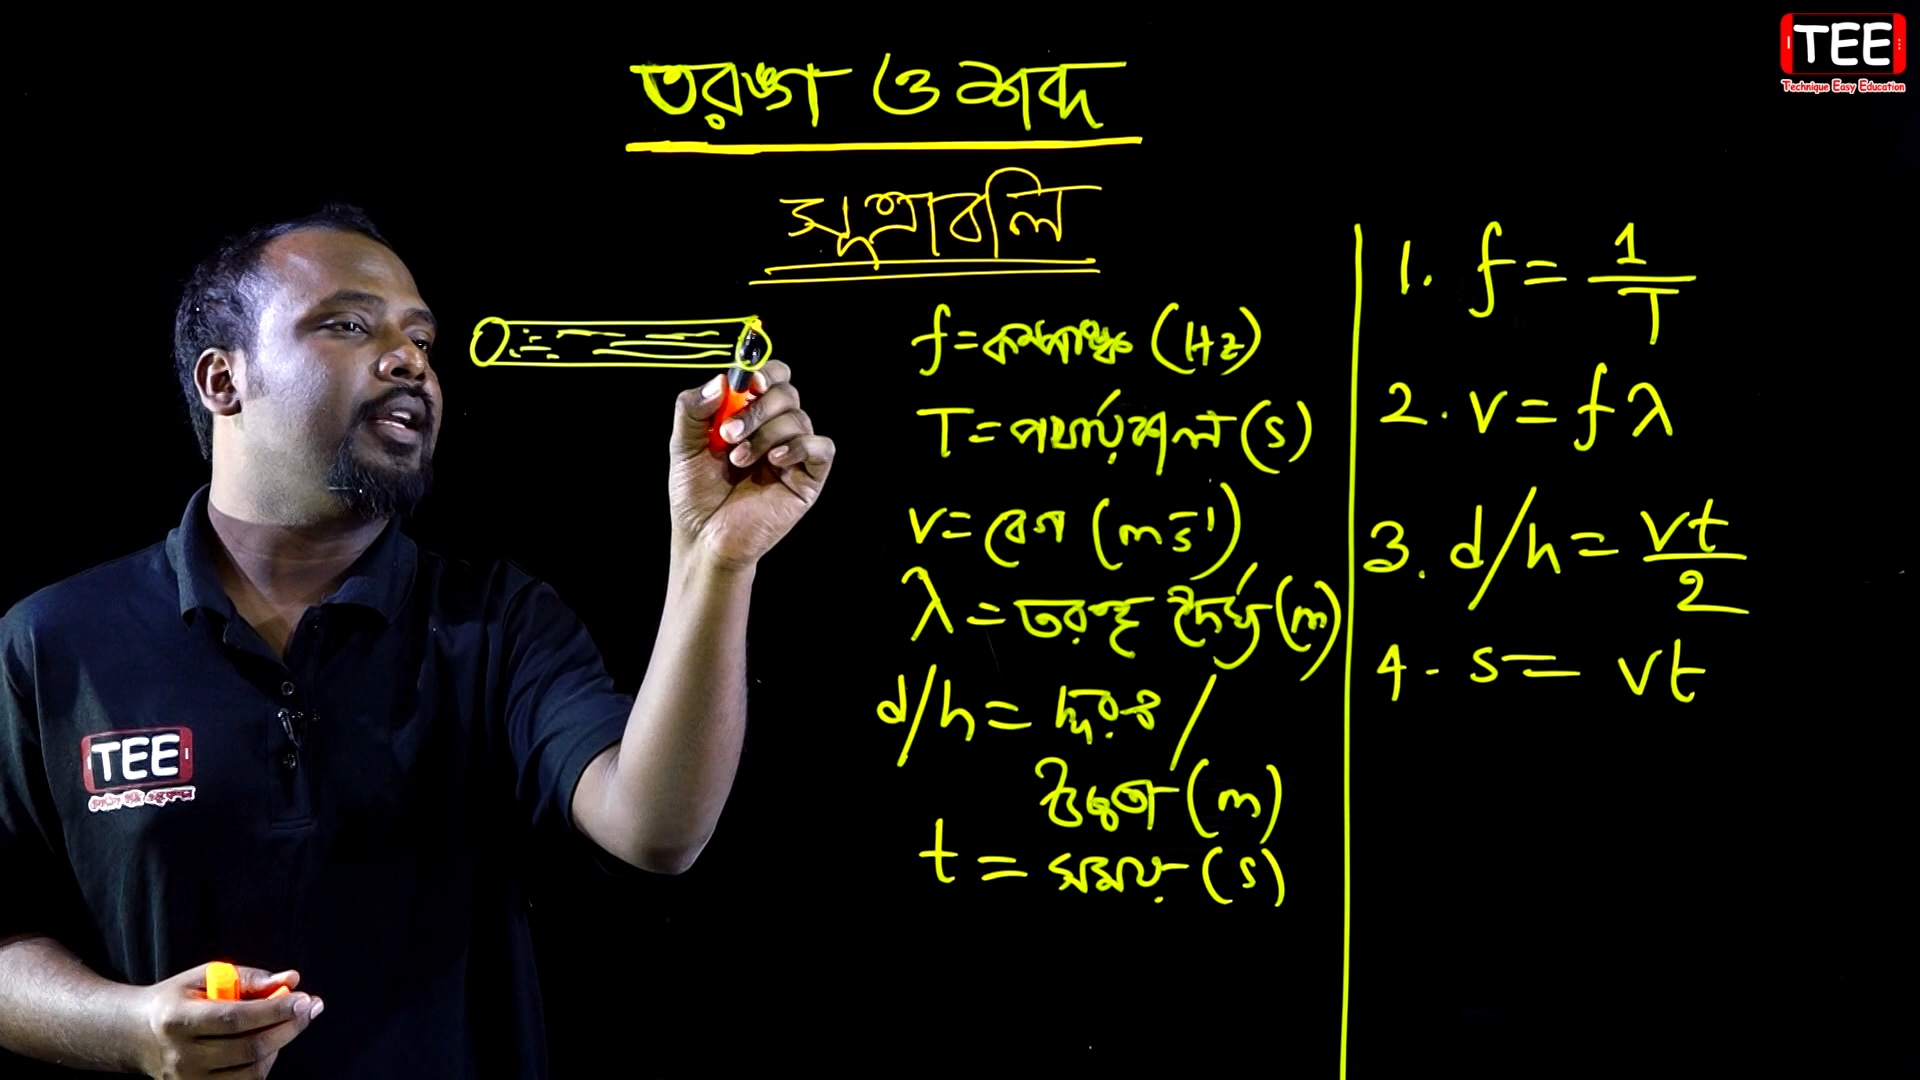 TEE
Technique Easy Education
তরঙ্গ ও শব্দ
সূত্রাবলি
f = কম্পাঙ্ক (Hz)
T = পর্যায়কাল (s)
v = বেগ (ms⁻¹)
λ = তরঙ্গ দৈর্ঘ্য (m)
d/h = দূরত্ব /
উচ্চতা (m)
t = সময় (s)
1. f = 1/T
2. v = fλ
3. d/h = vt/2
4. s = vt
TEE